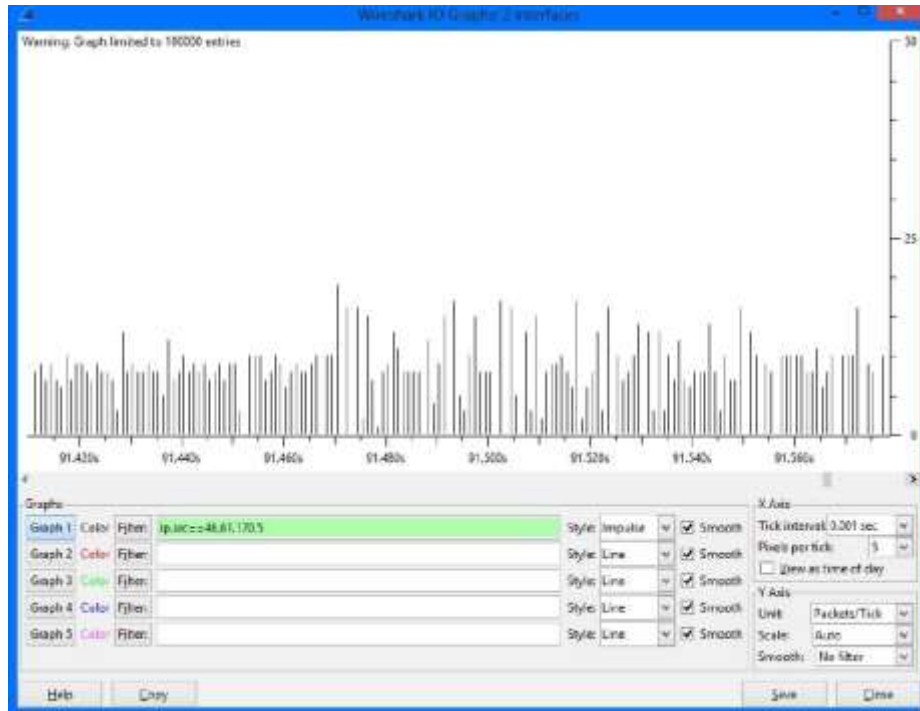 Wireshark IO Graphs: 2 interfaces
Warning: Graph limited to 100000 entries
50
25
0
91.420s 91.440s 91.460s 91.480s 91.500s 91.520s 91.540s 91.560s
Graphs
X Axis
Graph 1 Color Filter: ip.src==46.61.170.5 Style: Impulse Smooth
Tick interval: 0.001 sec
Graph 2 Color Filter: Style: Line Smooth
Pixels per tick: 5
Graph 3 Color Filter: Style: Line Smooth
View as time of day
Graph 4 Color Filter: Style: Line Smooth
Y Axis
Unit: Packets/Tick
Graph 5 Color Filter: Style: Line Smooth
Scale: Auto
Smooth: No filter
Help Copy Save Close